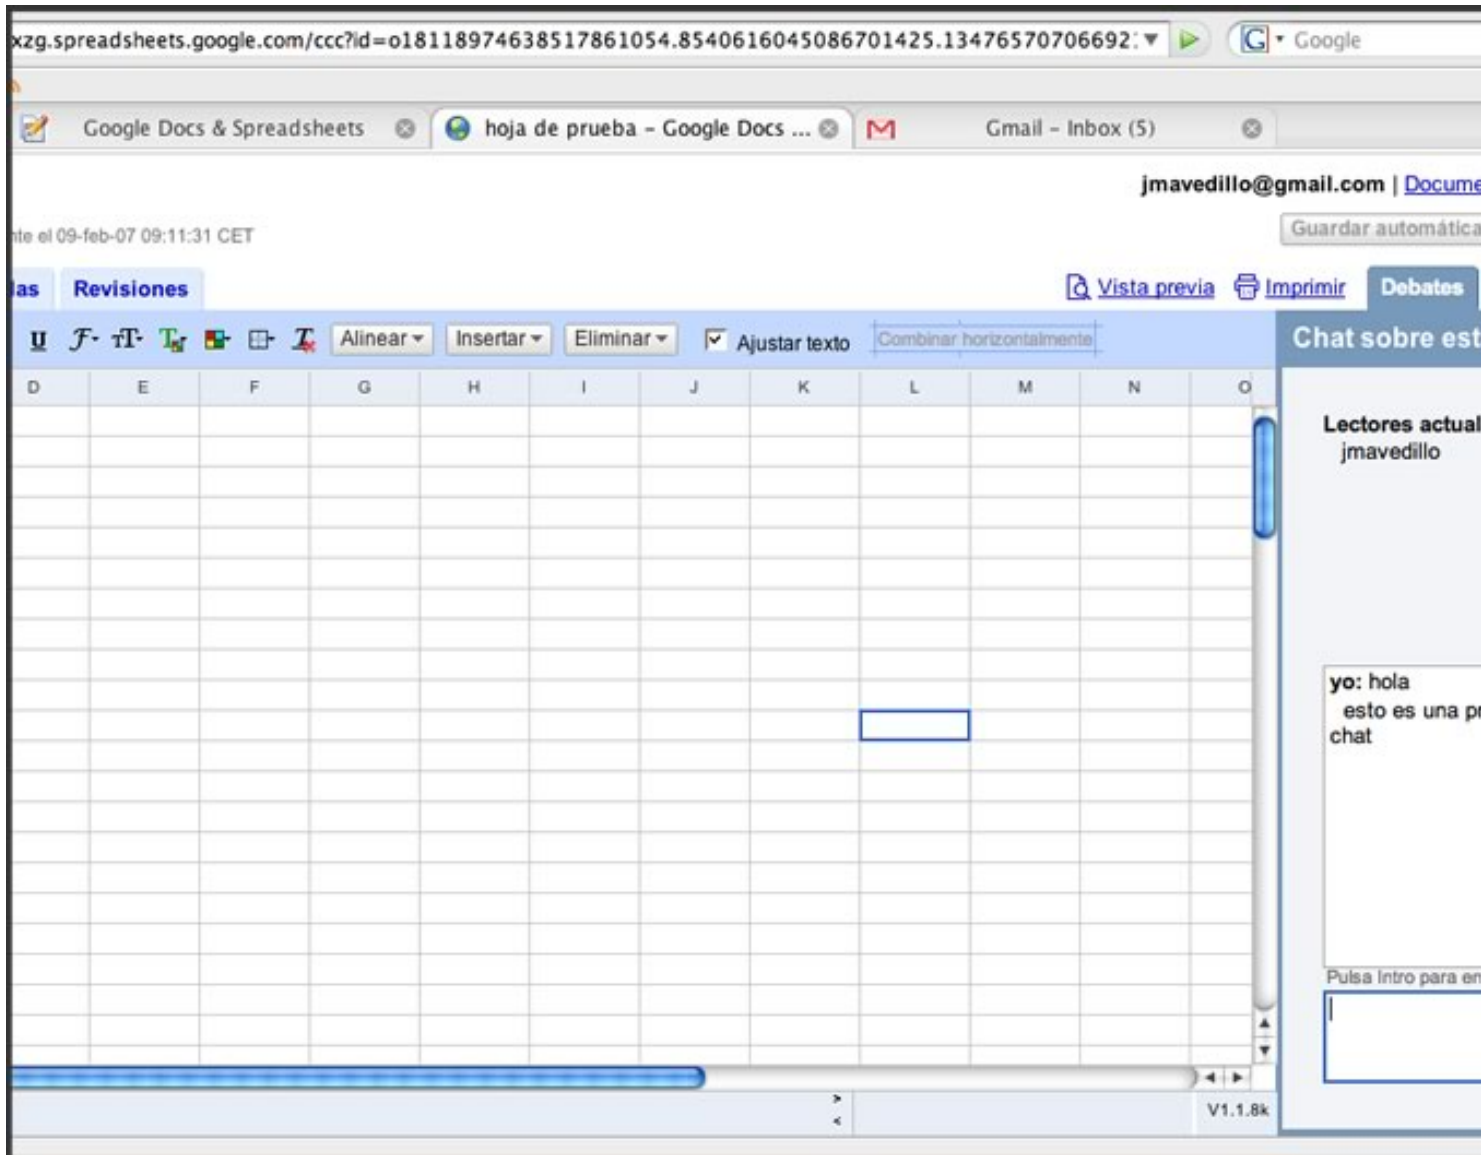 xzg.spreadsheets.google.com/ccc?id=o18118974638517861054.8540616045086701425.13476570706692 Google
Google Docs & Spreadsheets hoja de prueba – Google Docs ... Gmail – Inbox (5)
jmavedillo@gmail.com | Docume
nte el 09-feb-07 09:11:31 CET Guardar automática
las Revisiones Vista previa Imprimir Debates
U F T T T Alinear Insertar Eliminar Ajustar texto Combinar horizontalmente Chat sobre est
D E F G H I J K L M N O
Lectores actual
jmavedillo
yo: hola
esto es una pr
chat
Pulsa Intro para en
> 
<
V1.1.8k